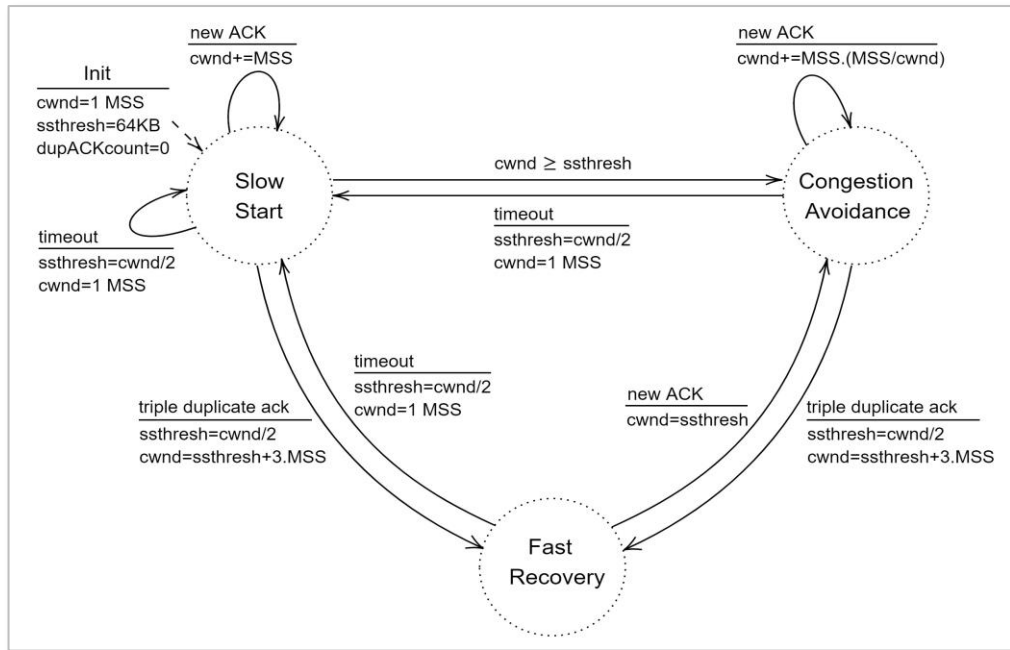 new ACK
cwnd+=MSS
Init
cwnd=1 MSS
ssthresh=64KB
dupACKcount=0
new ACK
cwnd+=MSS.(MSS/cwnd)
Slow
Start
cwnd ≥ ssthresh
Congestion
Avoidance
timeout
ssthresh=cwnd/2
cwnd=1 MSS
timeout
ssthresh=cwnd/2
cwnd=1 MSS
timeout
ssthresh=cwnd/2
cwnd=1 MSS
new ACK
cwnd=ssthresh
triple duplicate ack
ssthresh=cwnd/2
cwnd=ssthresh+3.MSS
triple duplicate ack
ssthresh=cwnd/2
cwnd=ssthresh+3.MSS
Fast
Recovery